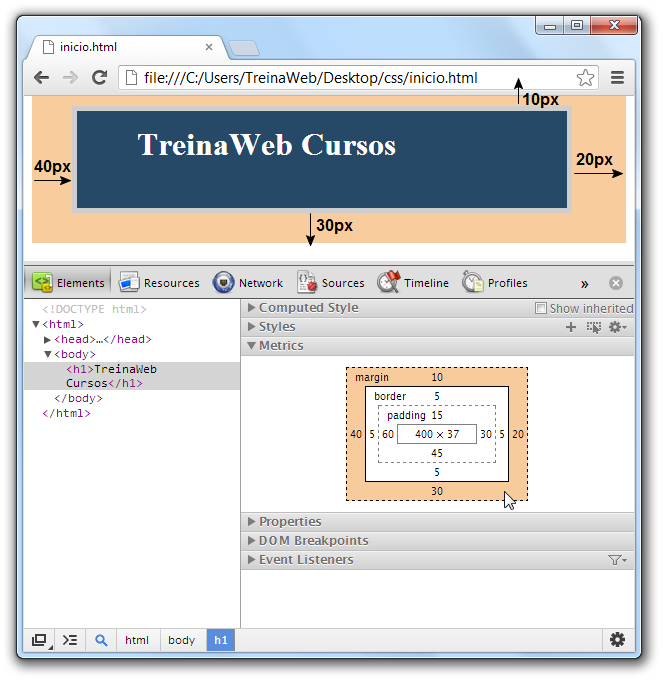 inicio.html
file:///C:/Users/TreinaWeb/Desktop/css/inicio.html
10px
TreinaWeb Cursos
40px
20px
30px
Elements Resources Network Sources Timeline Profiles »
<!DOCTYPE html>
<html>
<head>…</head>
<body>
<h1>TreinaWeb
Cursos</h1>
</body>
</html>
Computed Style Show inherited
Styles
Metrics
margin 10
border 5
padding 15
40 5 60 400 × 37 30 5 20
45
5
30
Properties
DOM Breakpoints
Event Listeners
html body h1